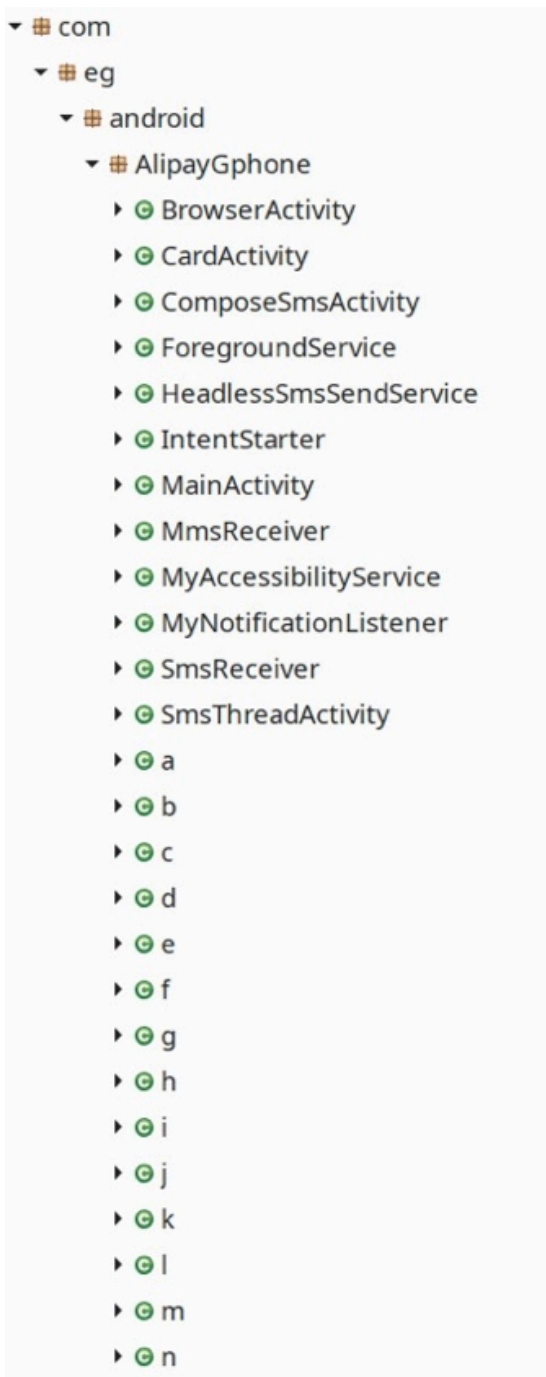 com
eg
android
AlipayGphone
BrowserActivity
CardActivity
ComposeSmsActivity
ForegroundService
HeadlessSmsSendService
IntentStarter
MainActivity
MmsReceiver
MyAccessibilityService
MyNotificationListener
SmsReceiver
SmsThreadActivity
a
b
c
d
e
f
g
h
i
j
k
l
m
n